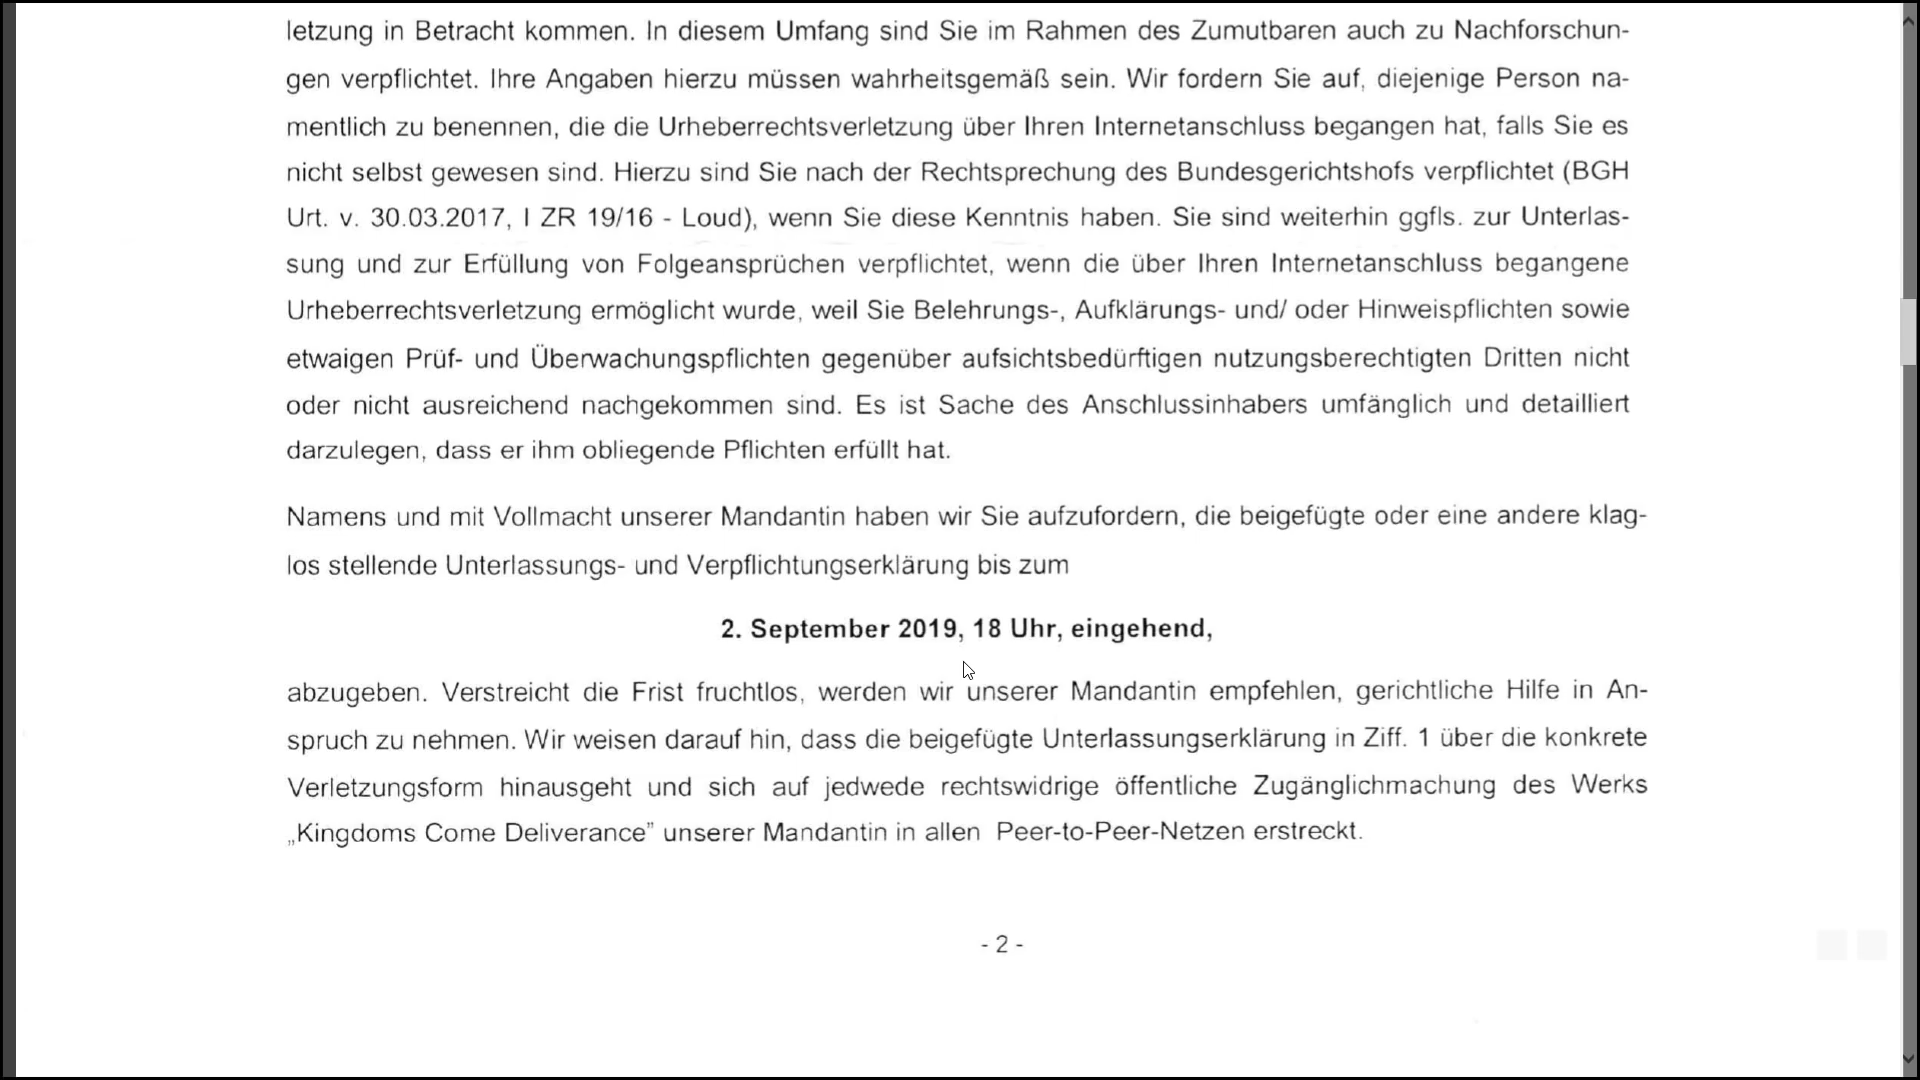 letzung in Betracht kommen. In diesem Umfang sind Sie im Rahmen des Zumutbaren auch zu Nachforschun-
gen verpflichtet. Ihre Angaben hierzu müssen wahrheitsgemäß sein. Wir fordern Sie auf, diejenige Person na-
mentlich zu benennen, die die Urheberrechtsverletzung über Ihren Internetanschluss begangen hat, falls Sie es
nicht selbst gewesen sind. Hierzu sind Sie nach der Rechtsprechung des Bundesgerichtshofs verpflichtet (BGH
Urt. v. 30.03.2017, I ZR 19/16 - Loud), wenn Sie diese Kenntnis haben. Sie sind weiterhin ggfls. zur Unterlas-
sung und zur Erfüllung von Folgeansprüchen verpflichtet, wenn die über Ihren Internetanschluss begangene
Urheberrechtsverletzung ermöglicht wurde, weil Sie Belehrungs-, Aufklärungs- und/ oder Hinweispflichten sowie
etwaigen Prüf- und Überwachungspflichten gegenüber aufsichtsbedürftigen nutzungsberechtigten Dritten nicht
oder nicht ausreichend nachgekommen sind. Es ist Sache des Anschlussinhabers umfänglich und detailliert
darzulegen, dass er ihm obliegende Pflichten erfüllt hat.
Namens und mit Vollmacht unserer Mandantin haben wir Sie aufzufordern, die beigefügte oder eine andere klag-
los stellende Unterlassungs- und Verpflichtungserklärung bis zum
2. September 2019, 18 Uhr, eingehend,
abzugeben. Verstreicht die Frist fruchtlos, werden wir unserer Mandantin empfehlen, gerichtliche Hilfe in An-
spruch zu nehmen. Wir weisen darauf hin, dass die beigefügte Unterlassungserklärung in Ziff. 1 über die konkrete
Verletzungsform hinausgeht und sich auf jedwede rechtswidrige öffentliche Zugänglichmachung des Werks
„Kingdoms Come Deliverance” unserer Mandantin in allen Peer-to-Peer-Netzen erstreckt.
- 2 -